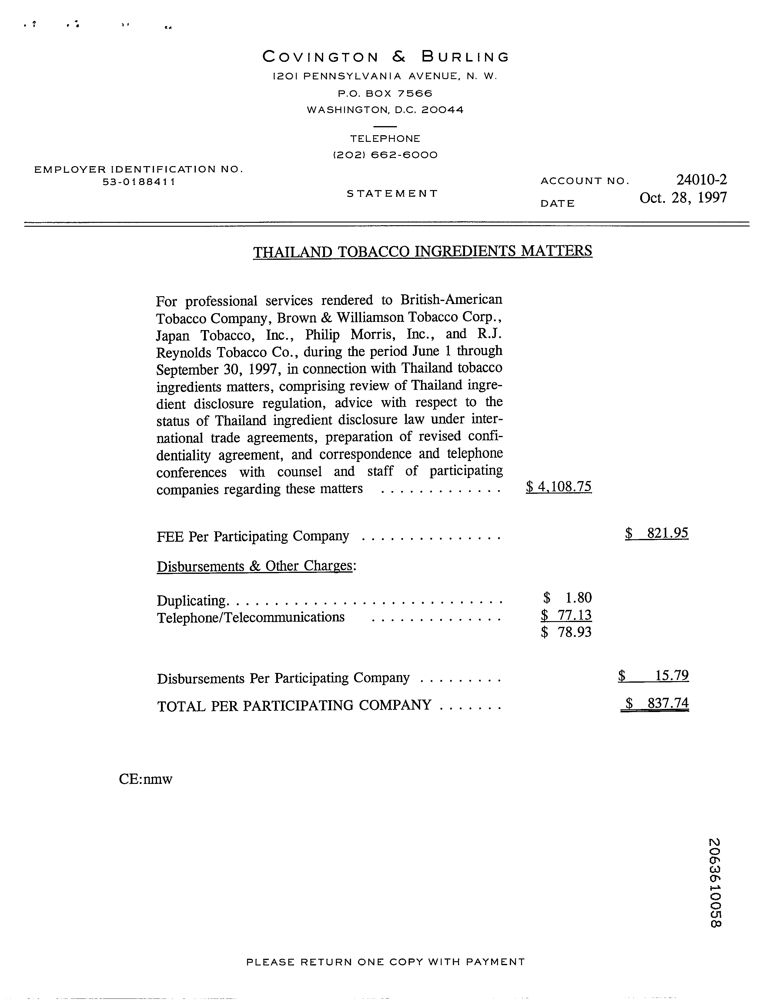 COVINGTON & BURLING
1201 PENNSYLVANIA AVENUE, N. W.
P.O. BOX 7566
WASHINGTON, D.C. 20044
TELEPHONE
(202) 662-6000
EMPLOYER IDENTIFICATION NO.
53-0188411
STATEMENT
ACCOUNT NO. 24010-2
DATE Oct. 28, 1997
THAILAND TOBACCO INGREDIENTS MATTERS
For professional services rendered to British-American
Tobacco Company, Brown & Williamson Tobacco Corp.,
Japan Tobacco, Inc., Philip Morris, Inc., and R.J.
Reynolds Tobacco Co., during the period June 1 through
September 30, 1997, in connection with Thailand tobacco
ingredients matters, comprising review of Thailand ingre-
dient disclosure regulation, advice with respect to the
status of Thailand ingredient disclosure law under inter-
national trade agreements, preparation of revised confi-
dentiality agreement, and correspondence and telephone
conferences with counsel and staff of participating
companies regarding these matters . . . . . . . . . . . . . $ 4,108.75
FEE Per Participating Company . . . . . . . . . . . . . . . $ 821.95
Disbursements & Other Charges:
Duplicating. . . . . . . . . . . . . . . . . . . . . . . . . . . . . $ 1.80
Telephone/Telecommunications . . . . . . . . . . . . . . $ 77.13
$ 78.93
Disbursements Per Participating Company . . . . . . . . . $ 15.79
TOTAL PER PARTICIPATING COMPANY . . . . . . . $ 837.74
CE:nmw
2063610058
PLEASE RETURN ONE COPY WITH PAYMENT